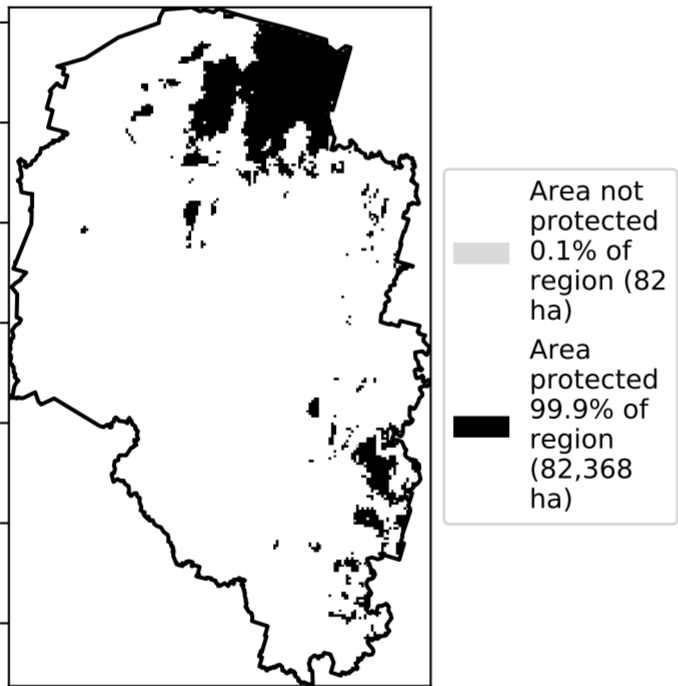 Area not
protected
0.1% of
region (82
ha)
Area
protected
99.9% of
region
(82,368
ha)